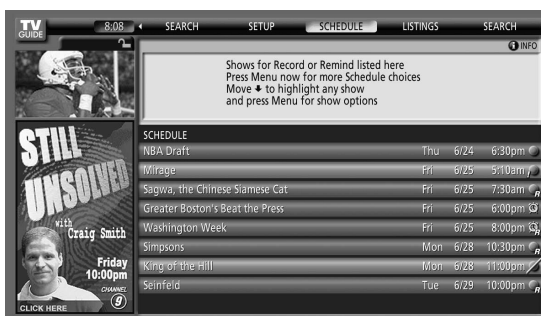 TV GUIDE
8:08
SEARCH SETUP SCHEDULE LISTINGS SEARCH
INFO
Shows for Record or Remind listed here
Press Menu now for more Schedule choices
Move to highlight any show
and press Menu for show options
SCHEDULE
NBA Draft Thu 6/24 6:30pm
Mirage Fri 6/25 5:10am
Sagwa, the Chinese Siamese Cat Fri 6/25 7:30am R
Greater Boston's Beat the Press Fri 6/25 6:00pm
Washington Week Fri 6/25 8:00pm R
Simpsons Mon 6/28 10:30pm R
King of the Hill Mon 6/28 11:00pm
Seinfeld Tue 6/29 10:00pm R
STILL
UNSOLVED
with
Craig Smith
Friday
10:00pm
CHANNEL
9
CLICK HERE